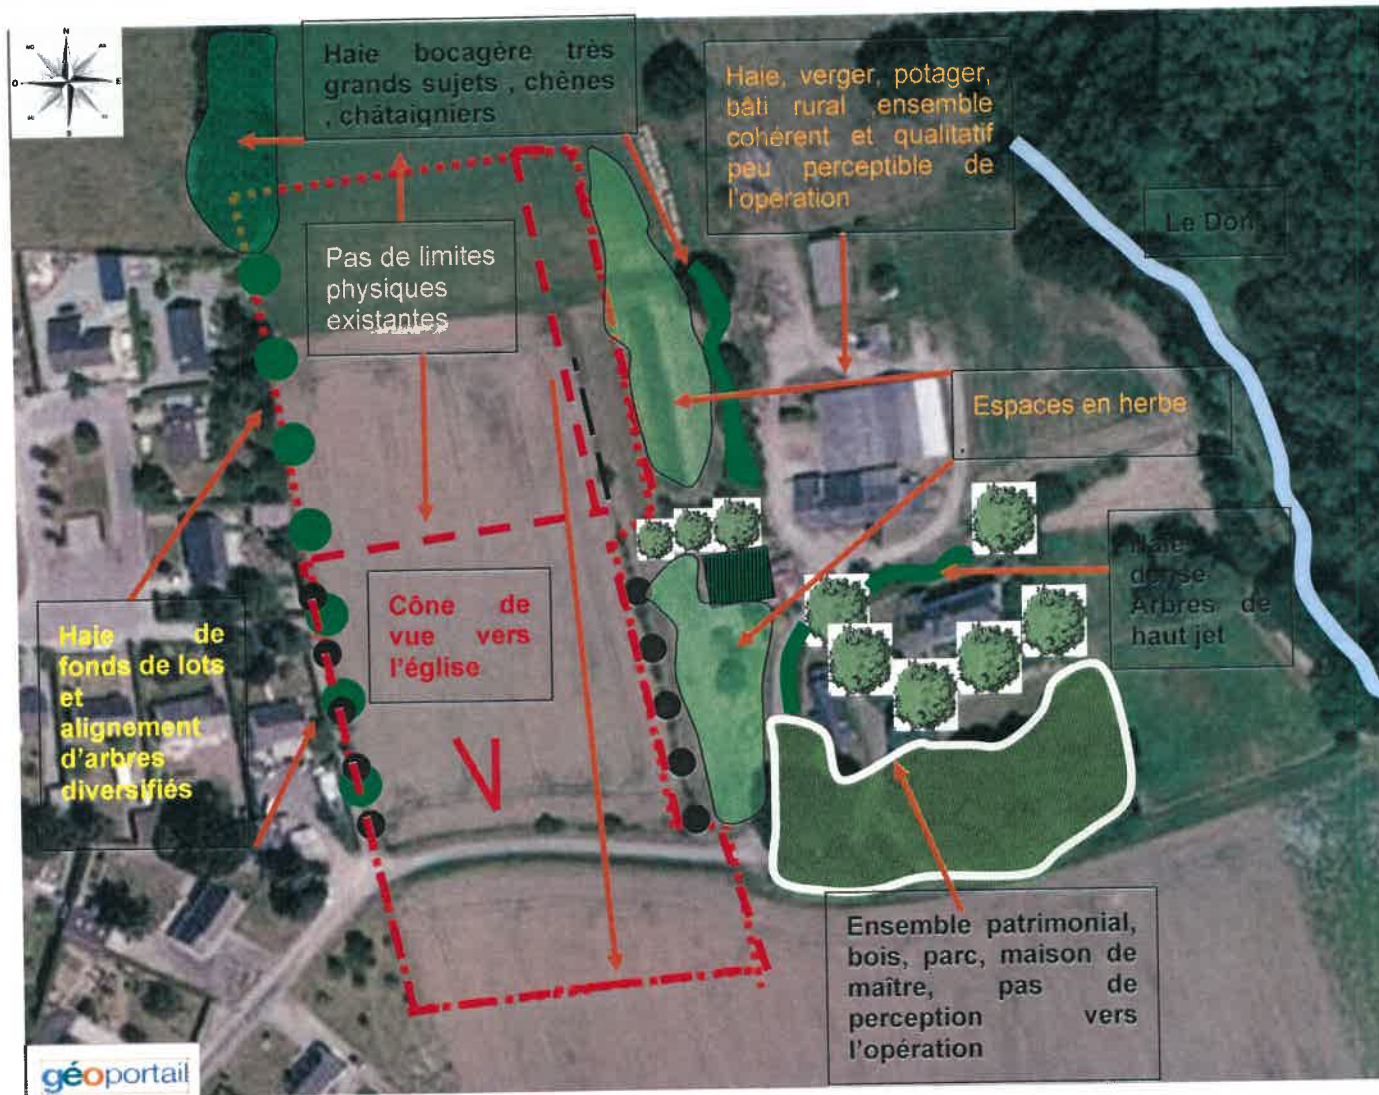 N
O
E
S
Haie bocagère très
grands sujets , chênes
, châtaigniers
Haie, verger, potager,
bâti rural ,ensemble
cohérent et qualitatif
peu perceptible de
l'opération
Le Don
Pas de limites
physiques
existantes
Espaces en herbe
Haie
dense
Arbres de
haut jet
Cône de
vue vers
l'église
Haie de
fonds de lots
et
alignement
d'arbres
diversifiés
Ensemble patrimonial,
bois, parc, maison de
maître, pas de
perception vers
l'opération
géoportail